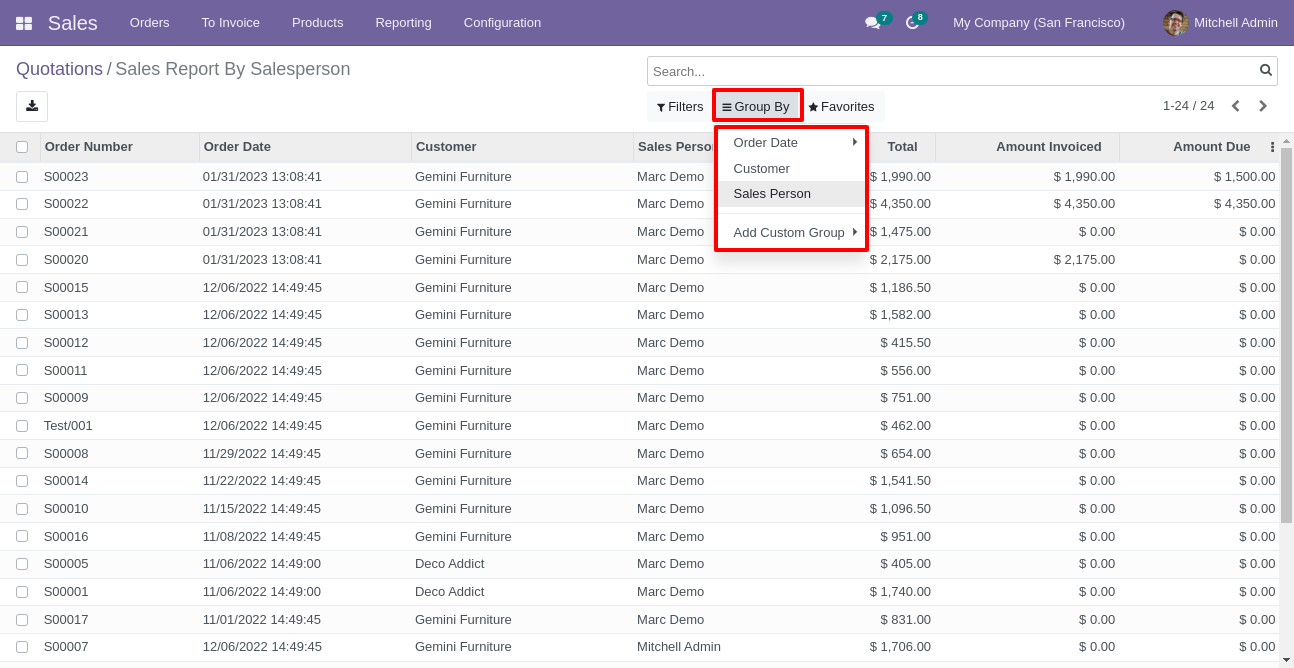 Sales Orders To Invoice Products Reporting Configuration 7 8 My Company (San Francisco) Mitchell Admin
Quotations / Sales Report By Salesperson
Search...
Filters Group By Favorites 1-24 / 24
Order Number Order Date Customer Sales Perso Total Amount Invoiced Amount Due
Order Date
Customer
Sales Person
Add Custom Group
S00023 01/31/2023 13:08:41 Gemini Furniture Marc Demo $ 1,990.00 $ 1,990.00 $ 1,500.00
S00022 01/31/2023 13:08:41 Gemini Furniture Marc Demo $ 4,350.00 $ 4,350.00 $ 4,350.00
S00021 01/31/2023 13:08:41 Gemini Furniture Marc Demo $ 1,475.00 $ 0.00 $ 0.00
S00020 01/31/2023 13:08:41 Gemini Furniture Marc Demo $ 2,175.00 $ 2,175.00 $ 0.00
S00015 12/06/2022 14:49:45 Gemini Furniture Marc Demo $ 1,186.50 $ 0.00 $ 0.00
S00013 12/06/2022 14:49:45 Gemini Furniture Marc Demo $ 1,582.00 $ 0.00 $ 0.00
S00012 12/06/2022 14:49:45 Gemini Furniture Marc Demo $ 415.50 $ 0.00 $ 0.00
S00011 12/06/2022 14:49:45 Gemini Furniture Marc Demo $ 556.00 $ 0.00 $ 0.00
S00009 12/06/2022 14:49:45 Gemini Furniture Marc Demo $ 751.00 $ 0.00 $ 0.00
Test/001 12/06/2022 14:49:45 Gemini Furniture Marc Demo $ 462.00 $ 0.00 $ 0.00
S00008 11/29/2022 14:49:45 Gemini Furniture Marc Demo $ 654.00 $ 0.00 $ 0.00
S00014 11/22/2022 14:49:45 Gemini Furniture Marc Demo $ 1,541.50 $ 0.00 $ 0.00
S00010 11/15/2022 14:49:45 Gemini Furniture Marc Demo $ 1,096.50 $ 0.00 $ 0.00
S00016 11/08/2022 14:49:45 Gemini Furniture Marc Demo $ 951.00 $ 0.00 $ 0.00
S00005 11/06/2022 14:49:00 Deco Addict Marc Demo $ 405.00 $ 0.00 $ 0.00
S00001 11/06/2022 14:49:00 Deco Addict Marc Demo $ 1,740.00 $ 0.00 $ 0.00
S00017 11/01/2022 14:49:45 Gemini Furniture Marc Demo $ 831.00 $ 0.00 $ 0.00
S00007 12/06/2022 14:49:45 Gemini Furniture Mitchell Admin $ 1,706.00 $ 0.00 $ 0.00